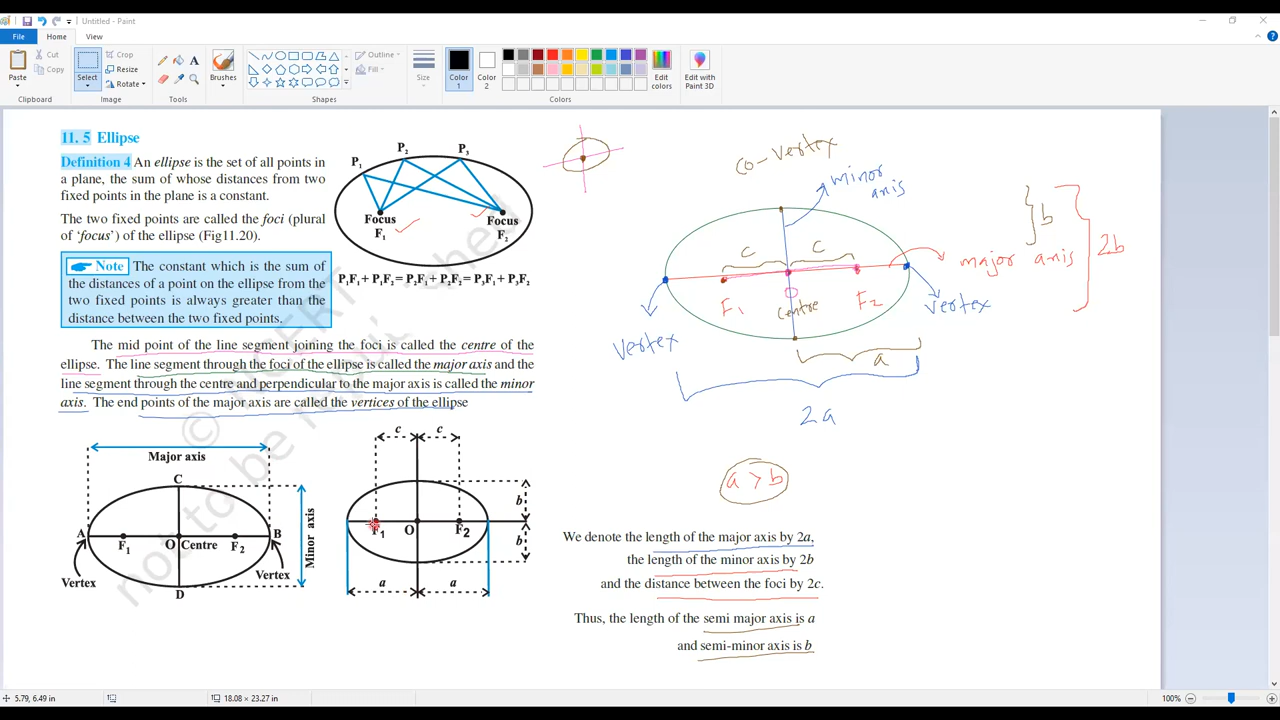 Untitled - Paint
File Home View
Paste
Cut
Copy
Clipboard
Select
Crop
Resize
Rotate
Image
Tools
Brushes
Shapes
Outline
Fill
Size
Color 1
Color 2
Edit colors
Colors
Edit with Paint 3D
11. 5 Ellipse
Definition 4 An ellipse is the set of all points in
a plane, the sum of whose distances from two
fixed points in the plane is a constant.
The two fixed points are called the foci (plural
of ‘focus’) of the ellipse (Fig11.20).
Note The constant which is the sum of
the distances of a point on the ellipse from the
two fixed points is always greater than the
distance between the two fixed points.
P1 P2 P3
Focus F1
Focus F2
P1F1 + P1F2 = P2F1 + P2F2 = P3F1 + P3F2
The mid point of the line segment joining the foci is called the centre of the
ellipse. The line segment through the foci of the ellipse is called the major axis and the
line segment through the centre and perpendicular to the major axis is called the minor
axis. The end points of the major axis are called the vertices of the ellipse
© NCERT
not to be republished
Major axis
C
A F1 O Centre F2 B
Vertex Vertex
D
Minor axis
c c
b
F1 O F2
b
a a
co-vertex
minor axis
c c
F1 O F2
centre
major axis
vertex
vertex
b
2b
a
2a
a > b
We denote the length of the major axis by 2a,
the length of the minor axis by 2b
and the distance between the foci by 2c.
Thus, the length of the semi major axis is a
and semi-minor axis is b
5.79, 6.49 in
18.08 × 23.27in
100%